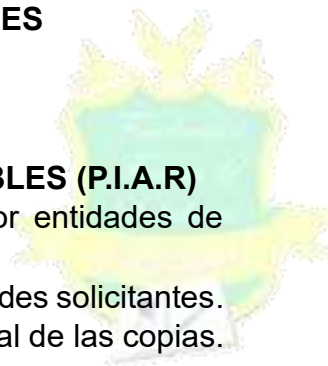 ES
BLES (P.I.A.R)
or entidades de
des solicitantes.
al de las copias.